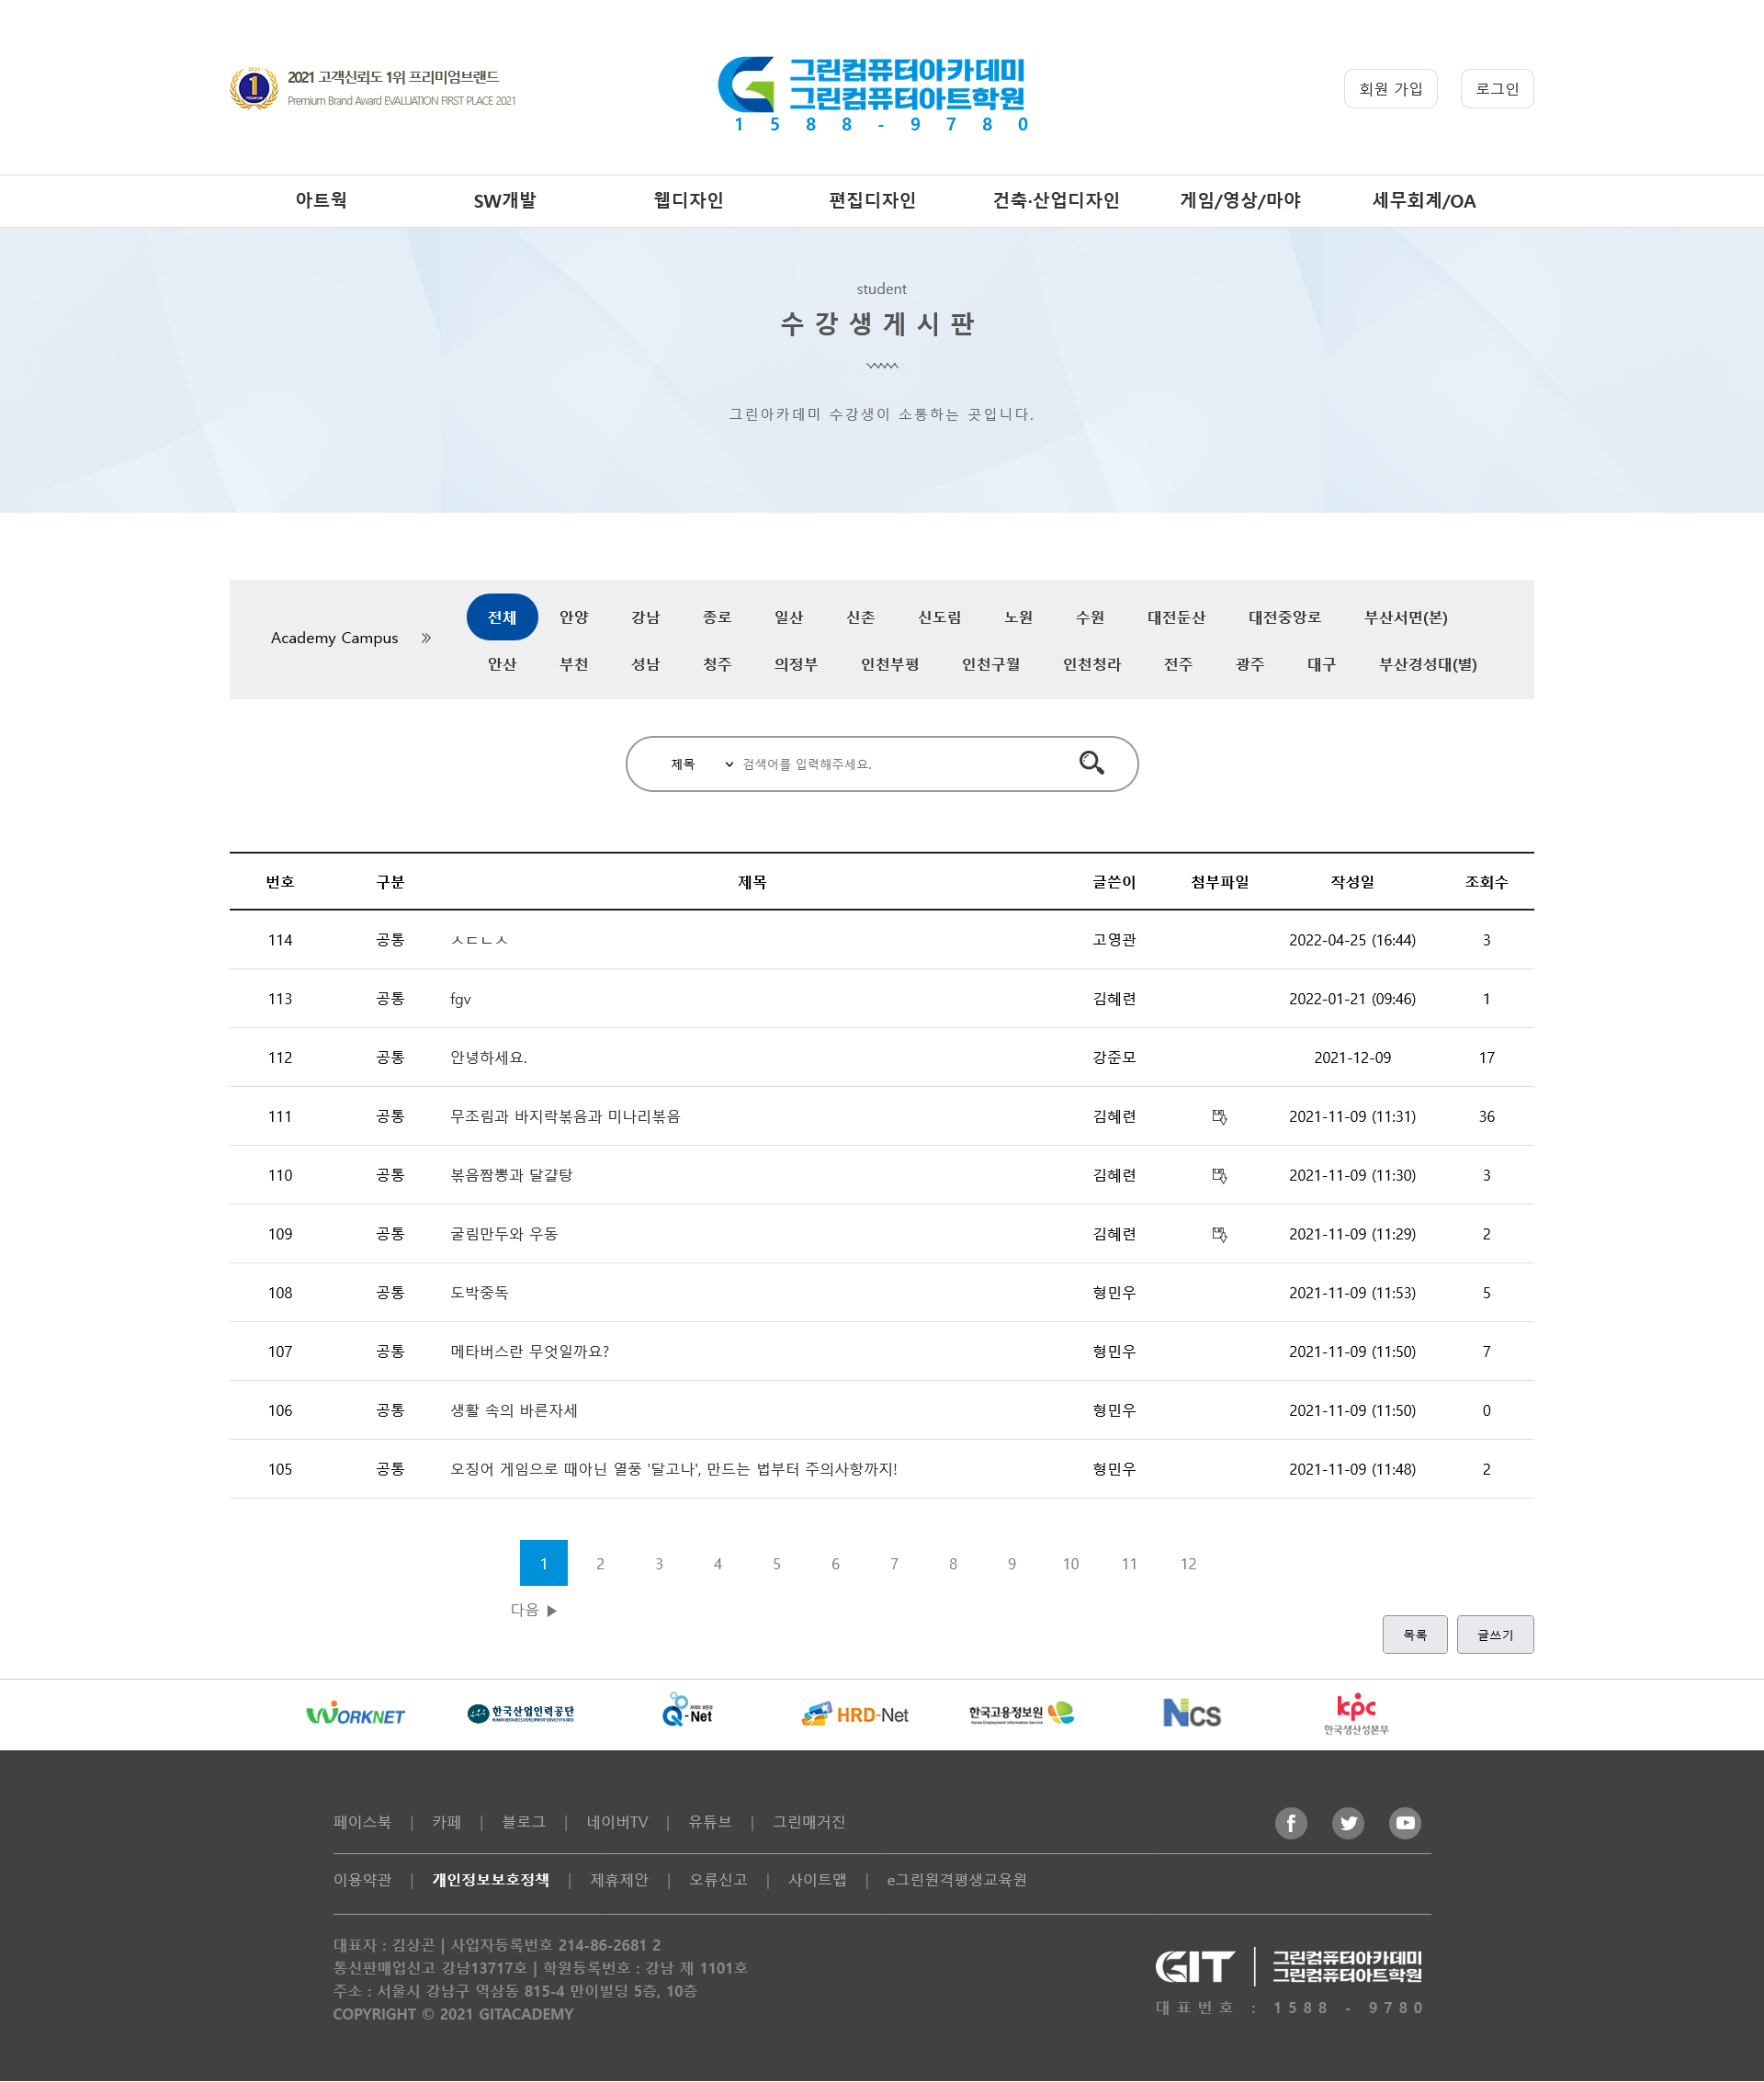 2021 고객신뢰도 1위 프리미엄브랜드
Premium Brand Award EVALUATION FIRST PLACE 2021
그린컴퓨터아카데미
그린컴퓨터아트학원
1588-9780
회원 가입 로그인
아트웍 SW개발 웹디자인 편집디자인 건축·산업디자인 게임/영상/마야 세무회계/OA
student
수강생게시판
그린아카데미 수강생이 소통하는 곳입니다.
전체 안양 강남 종로 일산 신촌 신도림 노원 수원 대전둔산 대전중앙로 부산서면(본)
Academy Campus
안산 부천 성남 청주 의정부 인천부평 인천구월 인천청라 전주 광주 대구 부산경성대(별)
제목 검색어를 입력해주세요.
번호 구분 제목 글쓴이 첨부파일 작성일 조회수
114 공통 ㅅㄷㄴㅅ 고영관 2022-04-25 (16:44) 3
113 공통 fgv 김혜련 2022-01-21 (09:46) 1
112 공통 안녕하세요. 강준모 2021-12-09 17
111 공통 무조림과 바지락볶음과 미나리볶음 김혜련 2021-11-09 (11:31) 36
110 공통 볶음짬뽕과 달걀탕 김혜련 2021-11-09 (11:30) 3
109 공통 굴림만두와 우동 김혜련 2021-11-09 (11:29) 2
108 공통 도박중독 형민우 2021-11-09 (11:53) 5
107 공통 메타버스란 무엇일까요? 형민우 2021-11-09 (11:50) 7
106 공통 생활 속의 바른자세 형민우 2021-11-09 (11:50) 0
105 공통 오징어 게임으로 때아닌 열풍 '달고나', 만드는 법부터 주의사항까지! 형민우 2021-11-09 (11:48) 2
1 2 3 4 5 6 7 8 9 10 11 12
다음 ▶
목록 글쓰기
WORKNET 한국산업인력공단 Q-Net HRD-Net 한국고용정보원 NCS kpc
HUMAN RESOURCES DEVELOPMENT SERVICE OF KOREA Korea Employment Information Service 한국생산성본부
페이스북 | 카페 | 블로그 | 네이버TV | 유튜브 | 그린매거진
이용약관 | 개인정보보호정책 | 제휴제안 | 오류신고 | 사이트맵 | e그린원격평생교육원
대표자 : 김상곤 | 사업자등록번호 214-86-2681 2
통신판매업신고 강남13717호 | 학원등록번호 : 강남 제 1101호
주소 : 서울시 강남구 역삼동 815-4 만이빌딩 5층, 10층
COPYRIGHT © 2021 GITACADEMY
GIT 그린컴퓨터아카데미
그린컴퓨터아트학원
대표번호 : 1588 - 9780